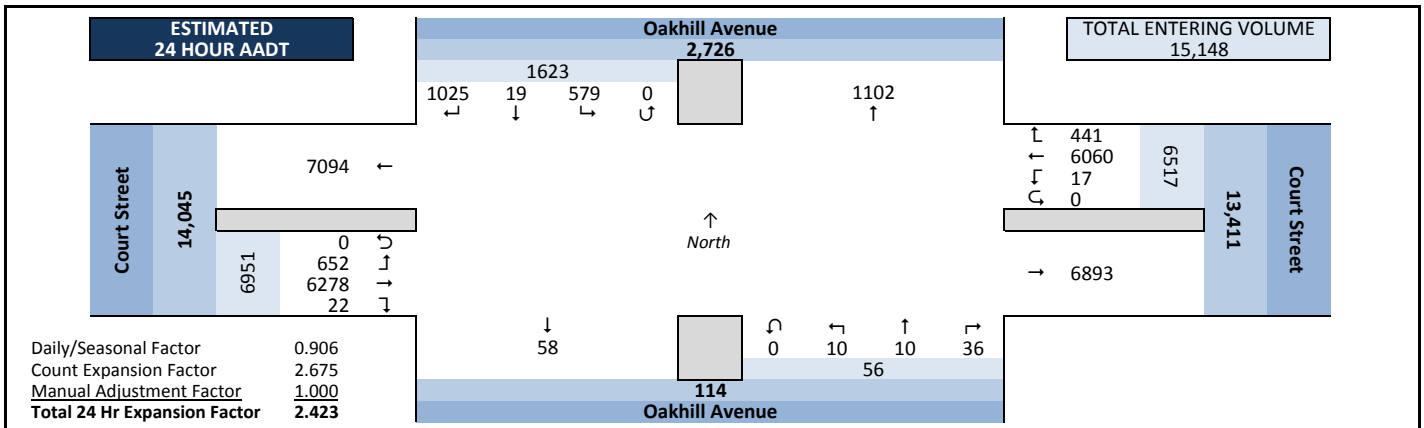 ESTIMATED
24 HOUR AADT
Oakhill Avenue
2,726
TOTAL ENTERING VOLUME
15,148
1623
1025 19 579 0
↵ ↓ ↳ ↺
1102
↑
Court Street
14,045
7094 ←
6951
0 ⮌
652 ↱
6278 →
22 ↴
↑
North
↰ 441
← 6060
↲ 17
⮎ 0
6517
13,411
Court Street
→ 6893
↓
58
↶ ↰ ↑ ↱
0 10 10 36
56
114
Oakhill Avenue
Daily/Seasonal Factor 0.906
Count Expansion Factor 2.675
Manual Adjustment Factor 1.000
Total 24 Hr Expansion Factor 2.423